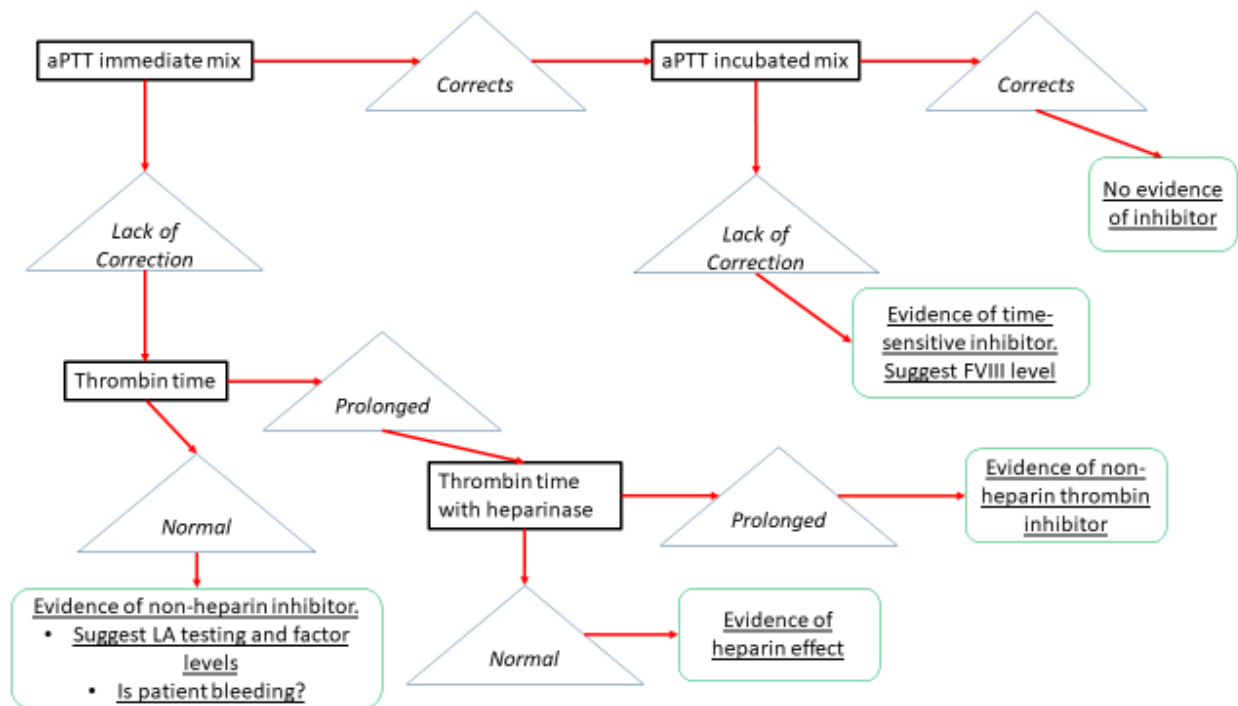 aPTT immediate mix
Corrects
aPTT incubated mix
Corrects
No evidence
of inhibitor
Lack of
Correction
Lack of
Correction
Evidence of time-
sensitive inhibitor.
Suggest FVIII level
Thrombin time
Prolonged
Thrombin time
with heparinase
Prolonged
Evidence of non-
heparin thrombin
inhibitor
Normal
Evidence of non-heparin inhibitor.
• Suggest LA testing and factor
levels
• Is patient bleeding?
Normal
Evidence of
heparin effect